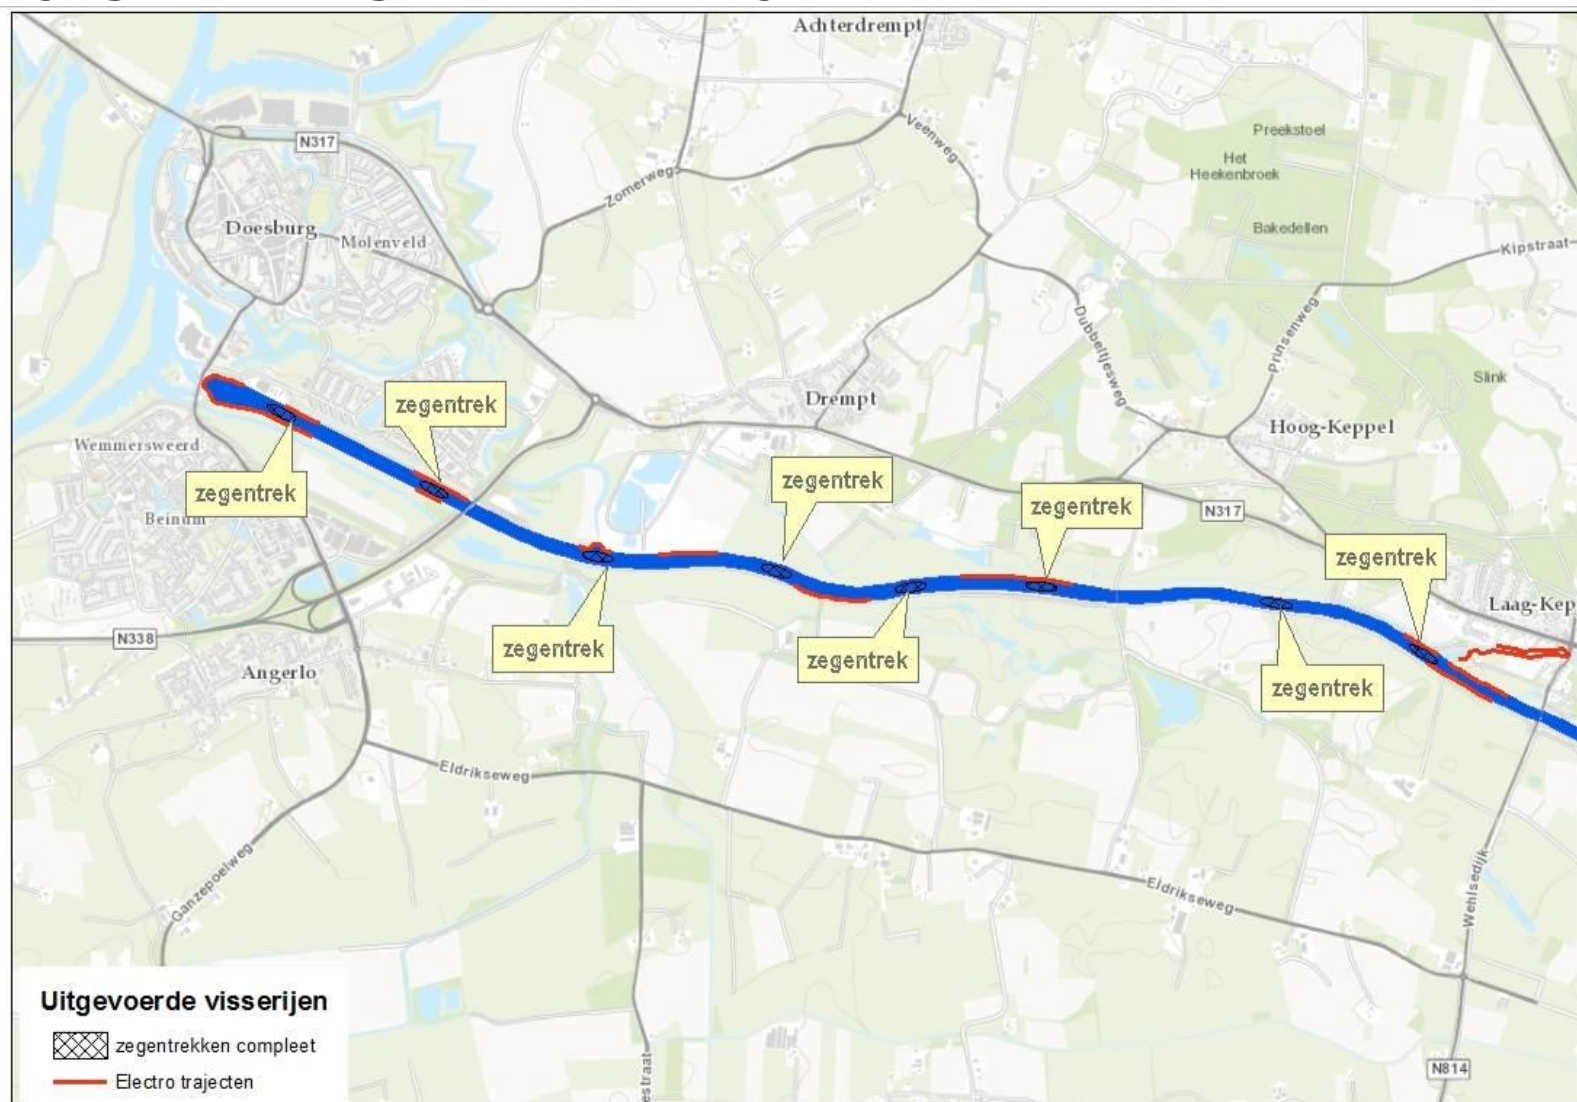 Achterdrempt
N317
Veenweg
Preekstoel
Het
Heekenbroek
Zomerweg
Doesburg
Molenveld
Bakedellen
Kipstraat
Dubbeltjesweg
Prinsenweg
Slink
zegentrek
Drempt
Hoog-Keppel
Wemmersweerd
zegentrek
zegentrek
zegentrek
N317
Beinum
zegentrek
Laag-Kep
N338
zegentrek
zegentrek
Angerlo
zegentrek
Eldrikseweg
Ganzepoelweg
Eldrikseweg
Wehlsedijk
Uitgevoerde visserijen
zegentrekken compleet
Electro trajecten
estraat
N814